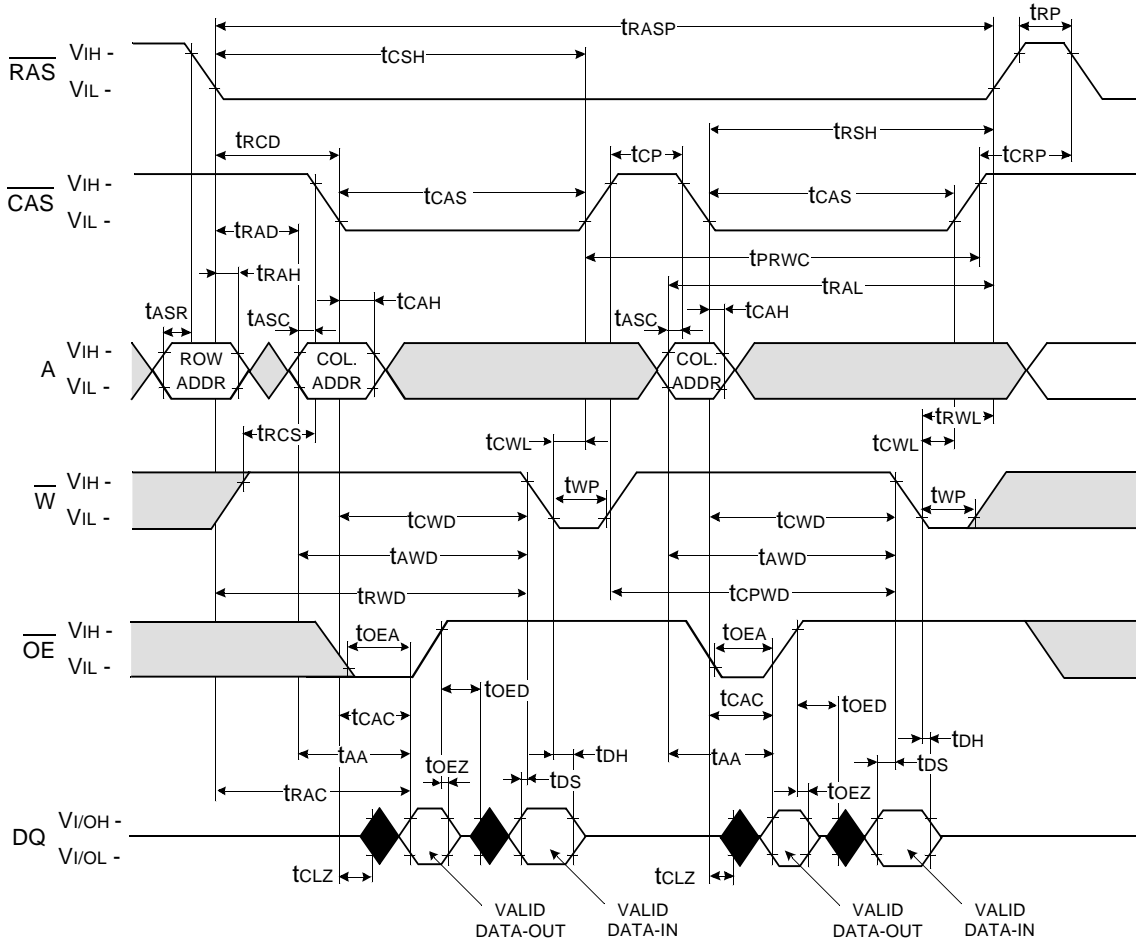 tRASP
tRP
RAS
VIH -
VIL -
tCSH
tRCD
tRSH
tCP
tCRP
CAS
VIH -
VIL -
tCAS
tCAS
tRAD
tPRWC
tRAH
tRAL
tASR
tASC
tCAH
tASC
tCAH
A
VIH -
VIL -
ROW
ADDR
COL.
ADDR
COL.
ADDR
tRCS
tCWL
tRWL
tCWL
W
VIH -
VIL -
tWP
tWP
tCWD
tCWD
tAWD
tAWD
tRWD
tCPWD
OE
VIH -
VIL -
tOEA
tOEA
tCAC
tOED
tCAC
tOED
tAA
tOEZ
tDH
tDS
tAA
tOEZ
tDH
tDS
tRAC
DQ
VI/OH -
VI/OL -
tCLZ
tCLZ
VALID
DATA-OUT
VALID
DATA-IN
VALID
DATA-OUT
VALID
DATA-IN